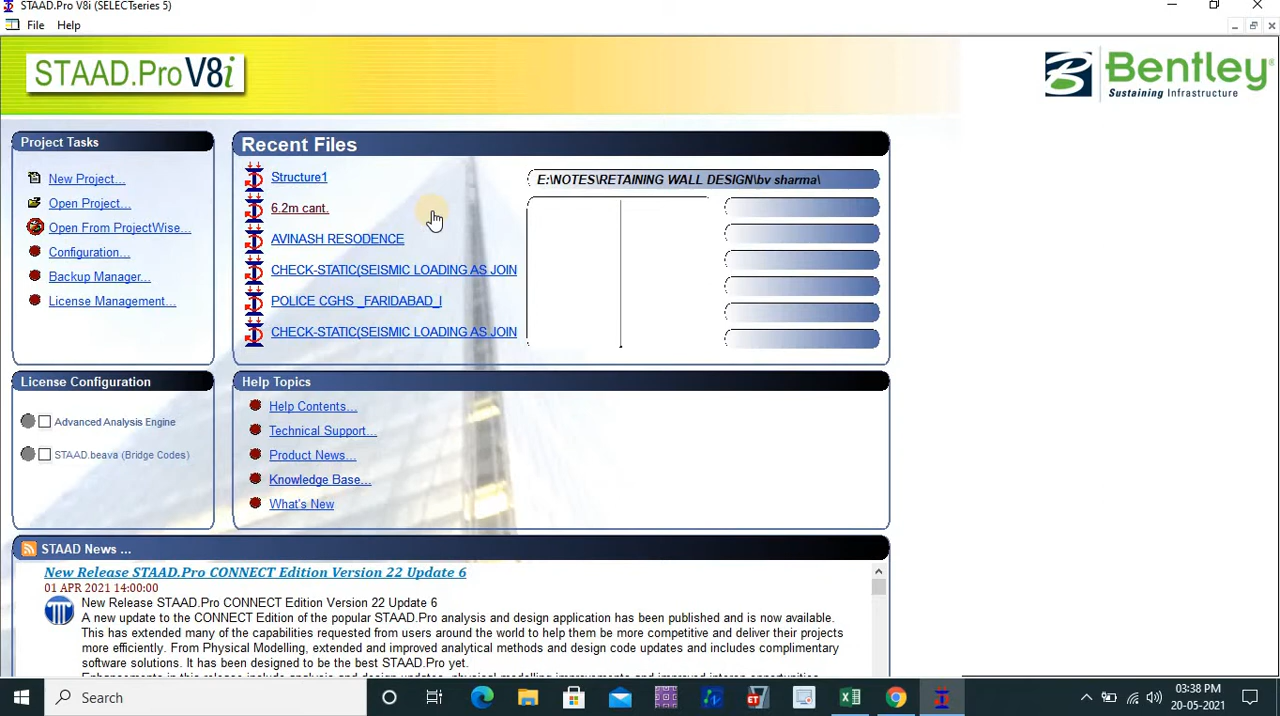 STAAD.Pro V8i (SELECTseries 5)
File Help
STAAD.Pro V8i
Bentley®
Sustaining Infrastructure
Project Tasks
New Project...
Open Project...
Open From ProjectWise...
Configuration...
Backup Manager...
License Management...
Recent Files
Structure1
6.2m cant.
AVINASH RESODENCE
CHECK-STATIC(SEISMIC LOADING AS JOIN
POLICE CGHS _FARIDABAD_I
CHECK-STATIC(SEISMIC LOADING AS JOIN
E:\NOTES\RETAINING WALL DESIGN\bv sharma\
License Configuration
Advanced Analysis Engine
STAAD.beava (Bridge Codes)
Help Topics
Help Contents...
Technical Support...
Product News...
Knowledge Base...
What's New
STAAD News ...
New Release STAAD.Pro CONNECT Edition Version 22 Update 6
01 APR 2021 14:00:00
New Release STAAD.Pro CONNECT Edition Version 22 Update 6
A new update to the CONNECT Edition of the popular STAAD.Pro analysis and design application has been published and is now available.
This has extended many of the capabilities requested from users around the world to help them be more competitive and deliver their projects
more efficiently. From Physical Modelling, extended and improved analytical methods and design code updates and includes complimentary
software solutions. It has been designed to be the best STAAD.Pro yet.
Search
03:38 PM
20-05-2021